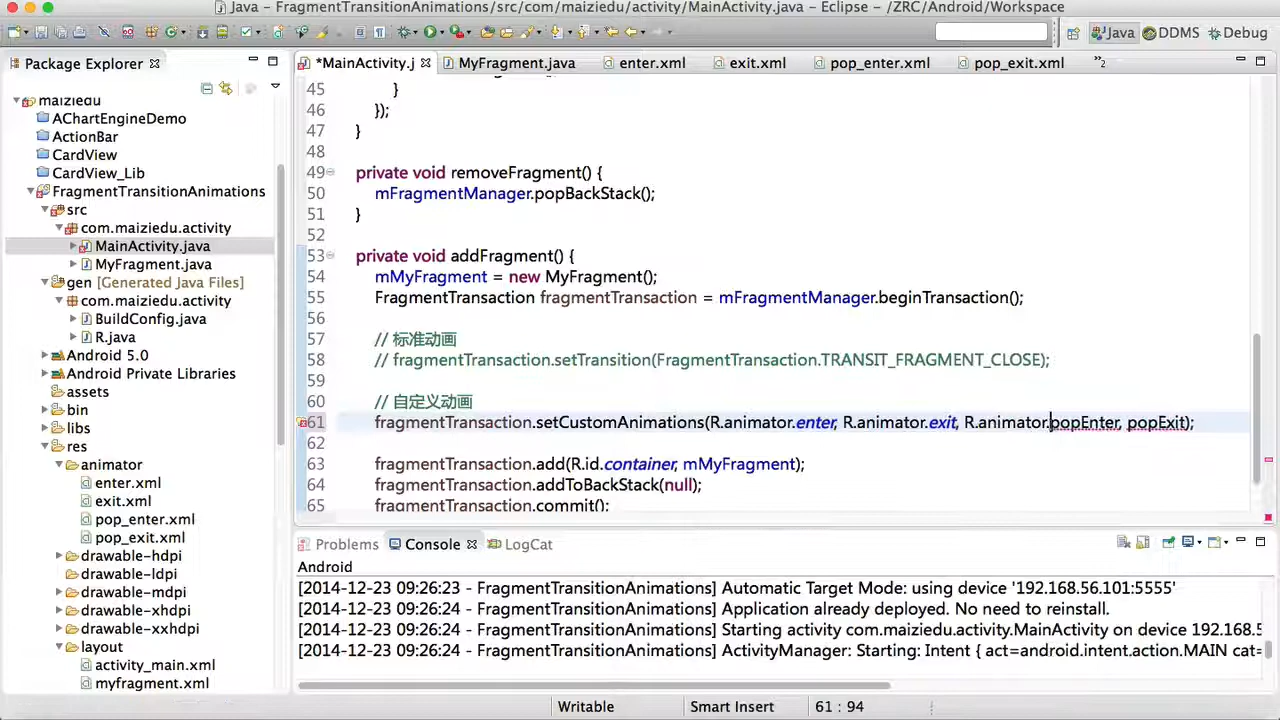 Java – FragmentTransitionAnimations/src/com/maiziedu/activity/MainActivity.java – Eclipse – /ZRC/Android/Workspace
Java DDMS Debug
Package Explorer
*MainActivity.j MyFragment.java enter.xml exit.xml pop_enter.xml pop_exit.xml »2
maiziedu
AChartEngineDemo
ActionBar
CardView
CardView_Lib
FragmentTransitionAnimations
src
com.maiziedu.activity
MainActivity.java
MyFragment.java
gen [Generated Java Files]
com.maiziedu.activity
BuildConfig.java
R.java
Android 5.0
Android Private Libraries
assets
bin
libs
res
animator
enter.xml
exit.xml
pop_enter.xml
pop_exit.xml
drawable-hdpi
drawable-ldpi
drawable-mdpi
drawable-xhdpi
drawable-xxhdpi
layout
activity_main.xml
myfragment.xml
45 }
46 });
47 }
48
49 private void removeFragment() {
50 mFragmentManager.popBackStack();
51 }
52
53 private void addFragment() {
54 mMyFragment = new MyFragment();
55 FragmentTransaction fragmentTransaction = mFragmentManager.beginTransaction();
56
57 // 标准动画
58 // fragmentTransaction.setTransition(FragmentTransaction.TRANSIT_FRAGMENT_CLOSE);
59
60 // 自定义动画
61 fragmentTransaction.setCustomAnimations(R.animator.enter, R.animator.exit, R.animator.popEnter, popExit);
62
63 fragmentTransaction.add(R.id.container, mMyFragment);
64 fragmentTransaction.addToBackStack(null);
65 fragmentTransaction.commit();
Problems Console LogCat
Android
[2014-12-23 09:26:23 - FragmentTransitionAnimations] Automatic Target Mode: using device '192.168.56.101:5555'
[2014-12-23 09:26:24 - FragmentTransitionAnimations] Application already deployed. No need to reinstall.
[2014-12-23 09:26:24 - FragmentTransitionAnimations] Starting activity com.maiziedu.activity.MainActivity on device 192.168.5
[2014-12-23 09:26:24 - FragmentTransitionAnimations] ActivityManager: Starting: Intent { act=android.intent.action.MAIN cat=
Writable Smart Insert 61 : 94